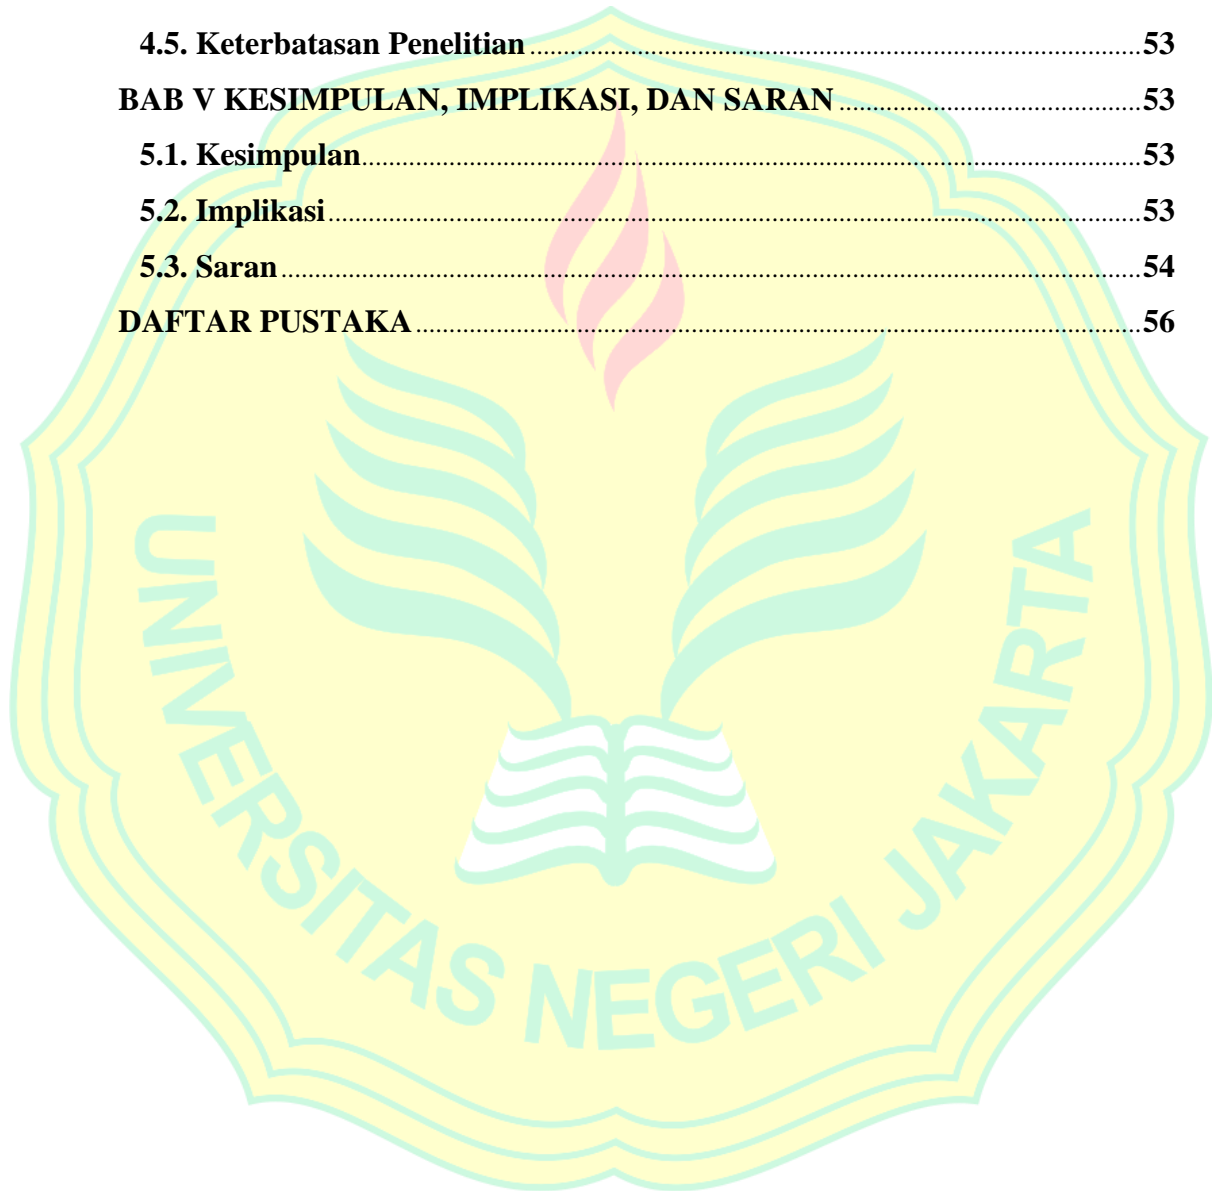 4.5. Keterbatasan Penelitian........................................53
BAB V KESIMPULAN, IMPLIKASI, DAN SARAN........................................53
5.1. Kesimpulan........................................53
5.2. Implikasi........................................53
5.3. Saran........................................54
DAFTAR PUSTAKA........................................56
UNIVERSITAS NEGERI JAKARTA